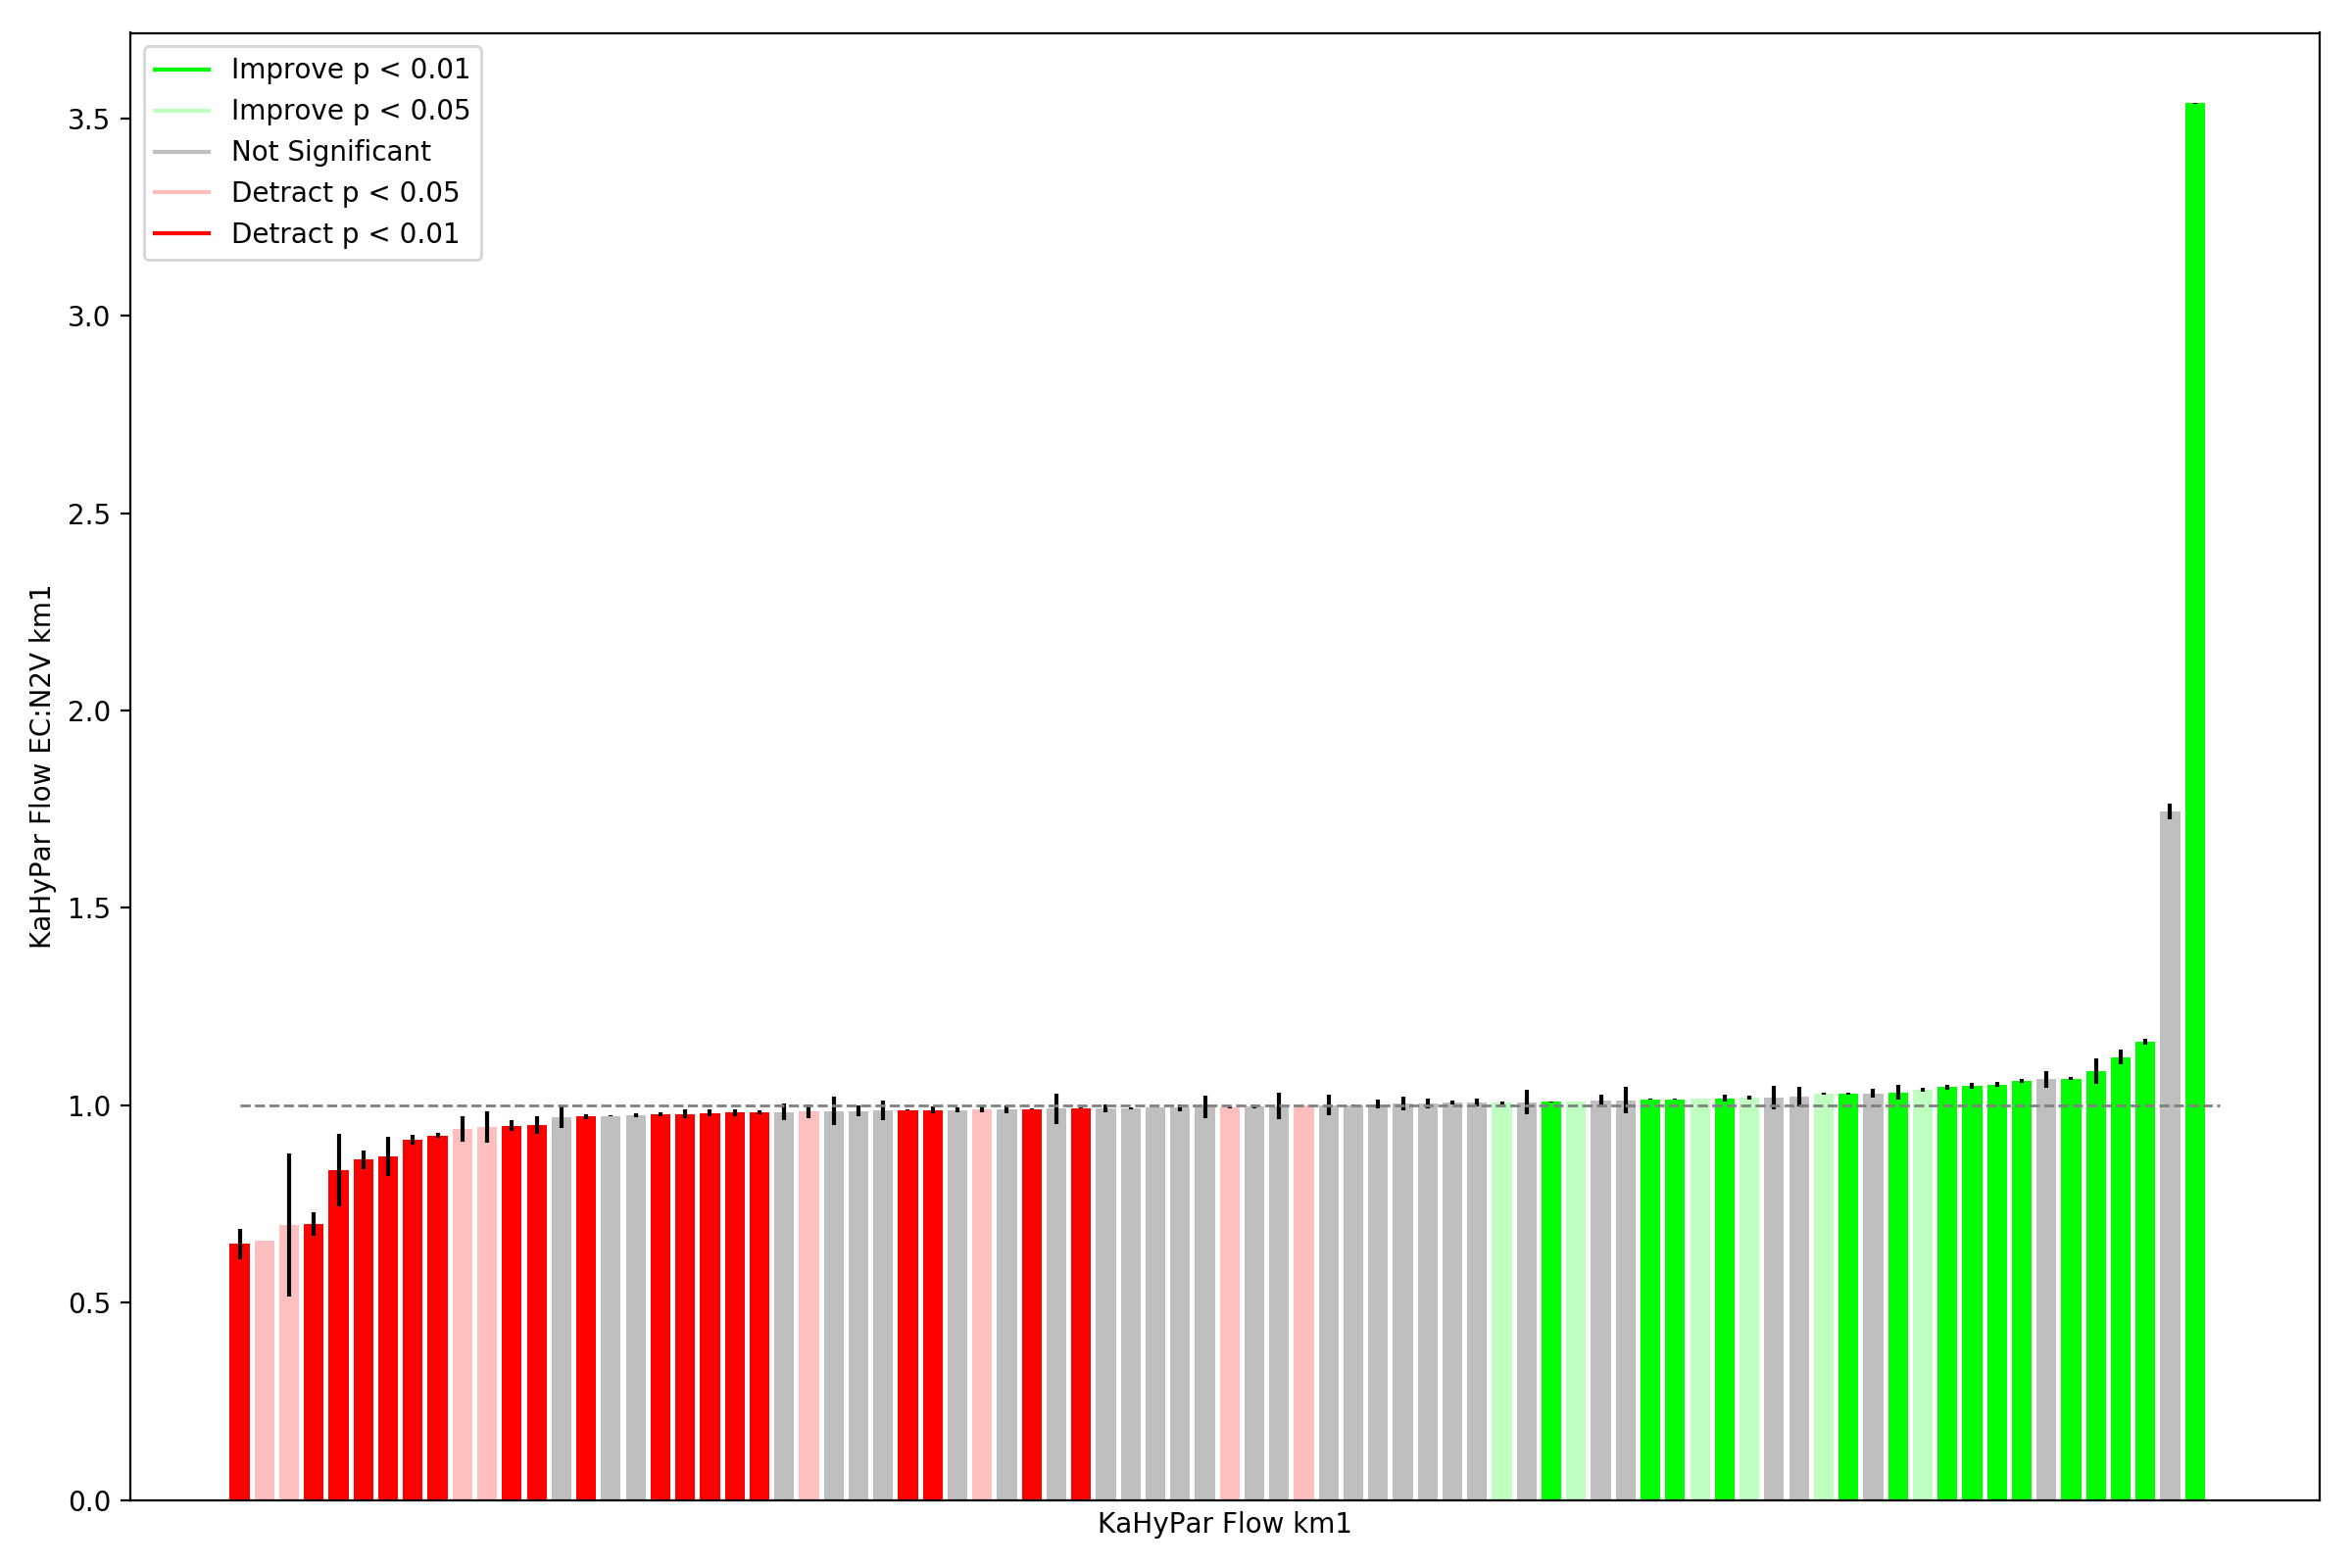 Improve p < 0.01
Improve p < 0.05
Not Significant
Detract p < 0.05
Detract p < 0.01
3.5
3.0
2.5
2.0
1.5
1.0
0.5
0.0
KaHyPar Flow EC:N2V km1
KaHyPar Flow km1